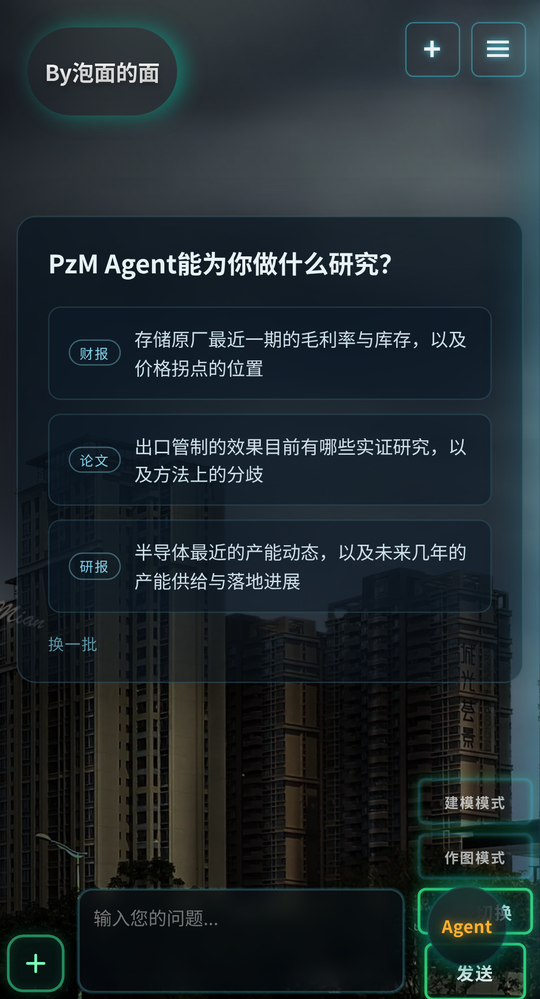 By泡面的面
PzM Agent能为你做什么研究？
财报
存储原厂最近一期的毛利率与库存，以及
价格拐点的位置
论文
出口管制的效果目前有哪些实证研究，以
及方法上的分歧
研报
半导体最近的产能动态，以及未来几年的
产能供给与落地进展
Mian
换一批
建模模式
作图模式
输入您的问题...
换
Agent
发送